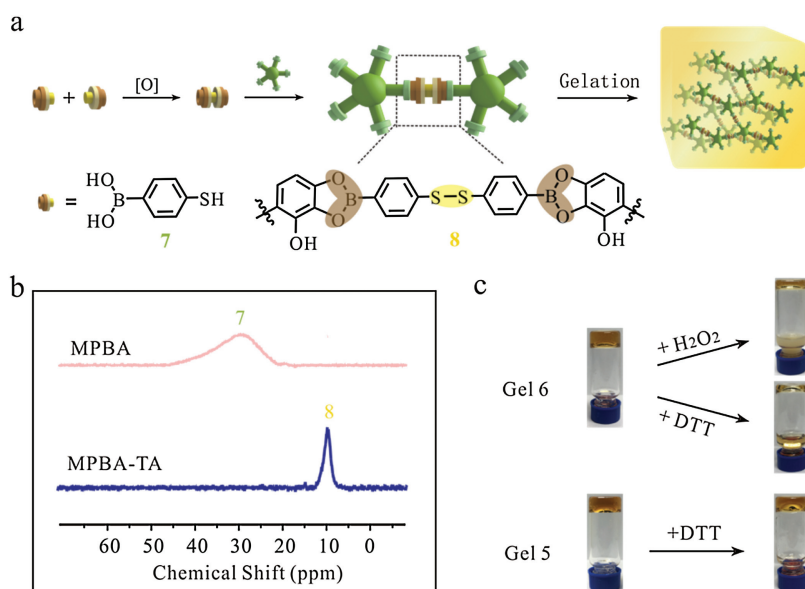 a
[O]
Gelation
=
HO
B
HO
SH
7
O
B
O
S–S
O
B
O
OH
8
OH
b
7
MPBA
8
MPBA-TA
60 50 40 30 20 10 0
Chemical Shift (ppm)
c
Gel 6
+ H2O2
+ DTT
Gel 5
+DTT